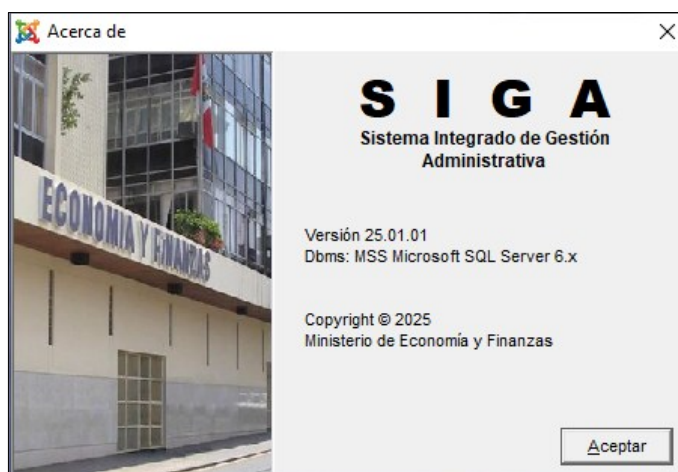 Acerca de
S I G A
Sistema Integrado de Gestión
Administrativa
ECONOMIA Y FINANZAS
Versión 25.01.01
Dbms: MSS Microsoft SQL Server 6.x
Copyright © 2025
Ministerio de Economía y Finanzas
Aceptar